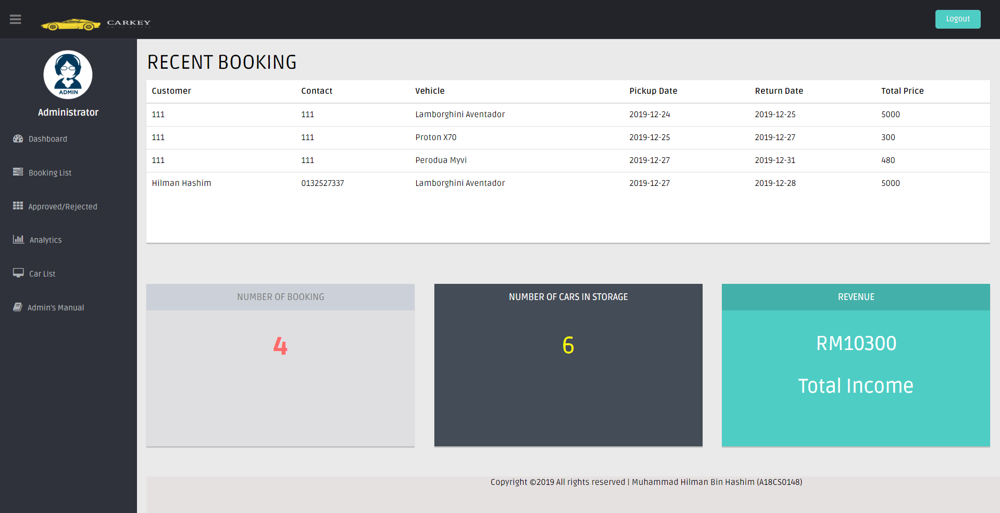 CARKEY
Logout
ADMIN
Administrator
Dashboard
Booking List
Approved/Rejected
Analytics
Car List
Admin's Manual
RECENT BOOKING
Customer Contact Vehicle Pickup Date Return Date Total Price
111 111 Lamborghini Aventador 2019-12-24 2019-12-25 5000
111 111 Proton X70 2019-12-25 2019-12-27 300
111 111 Perodua Myvi 2019-12-27 2019-12-31 480
Hilman Hashim 0132527337 Lamborghini Aventador 2019-12-27 2019-12-28 5000
NUMBER OF BOOKING
4
NUMBER OF CARS IN STORAGE
6
REVENUE
RM10300
Total Income
Copyright ©2019 All rights reserved | Muhammad Hilman Bin Hashim (A18CS0148)